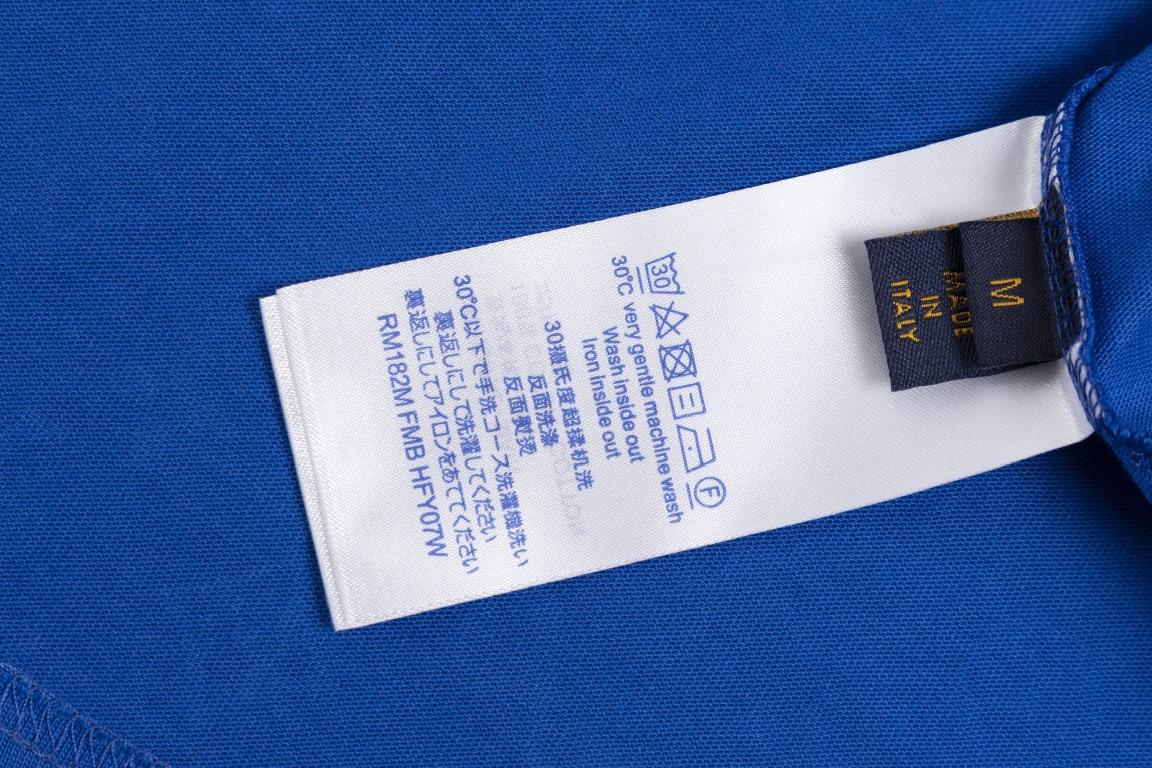 30
F
30℃ very gentle machine wash
Wash inside out
Iron inside out
30摄氏度超揉机洗
反面洗涤
反面熨烫
30℃以下で手洗コース洗濯機洗い
裏返しにして洗濯してください
裏返しにしてアイロンをあててください
RM182M FMB HFY07W
M
MADE
IN
ITALY